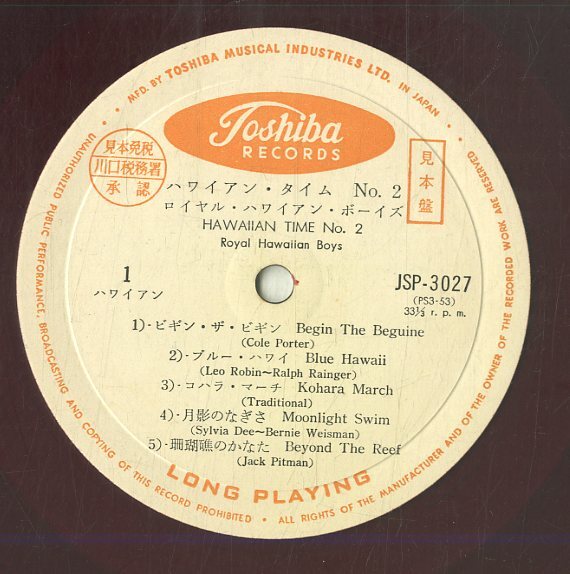 MFD. BY TOSHIBA MUSICAL INDUSTRIES LTD. IN JAPAN
Toshiba
RECORDS
見本免税
川口税務署
承認
見本盤
ハワイアン・タイム No. 2
ロイヤル・ハワイアン・ボーイズ
HAWAIIAN TIME No. 2
Royal Hawaiian Boys
1
ハワイアン
JSP-3027
(PS3-53)
33⅓ r. p. m.
1)・ビギン・ザ・ビギン Begin The Beguine
(Cole Porter)
2)・ブルー・ハワイ Blue Hawaii
(Leo Robin~Ralph Rainger)
3)・コハラ・マーチ Kohara March
(Traditional)
4)・月影のなぎさ Moonlight Swim
(Sylvia Dee~Bernie Weisman)
5)・珊瑚礁のかなた Beyond The Reef
(Jack Pitman)
LONG PLAYING
UNAUTHORIZED PUBLIC PERFORMANCE, BROADCASTING AND COPYING OF THIS RECORD PROHIBITED • ALL RIGHTS OF THE MANUFACTURER AND OF THE OWNER OF THE RECORDED WORK ARE RESERVED